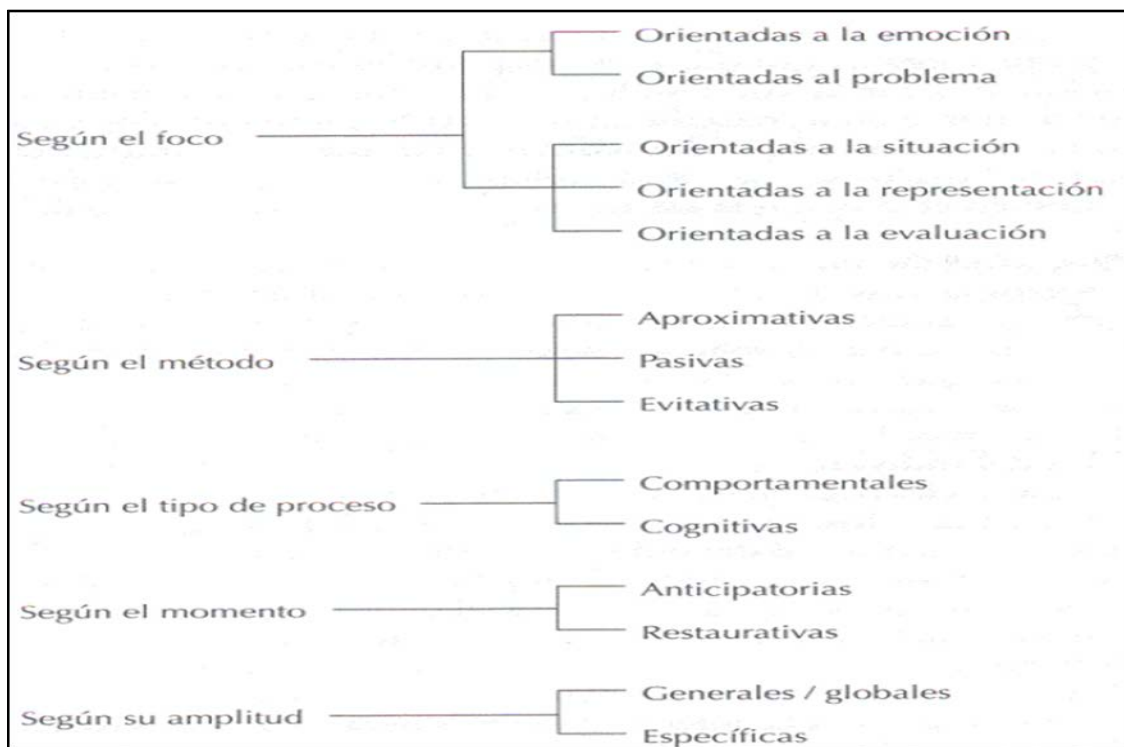 Orientadas a la emoción
Orientadas al problema
Según el foco
Orientadas a la situación
Orientadas a la representación
Orientadas a la evaluación
Aproximativas
Según el método
Pasivas
Evitativas
Comportamentales
Según el tipo de proceso
Cognitivas
Anticipatorias
Según el momento
Restaurativas
Generales / globales
Según su amplitud
Específicas